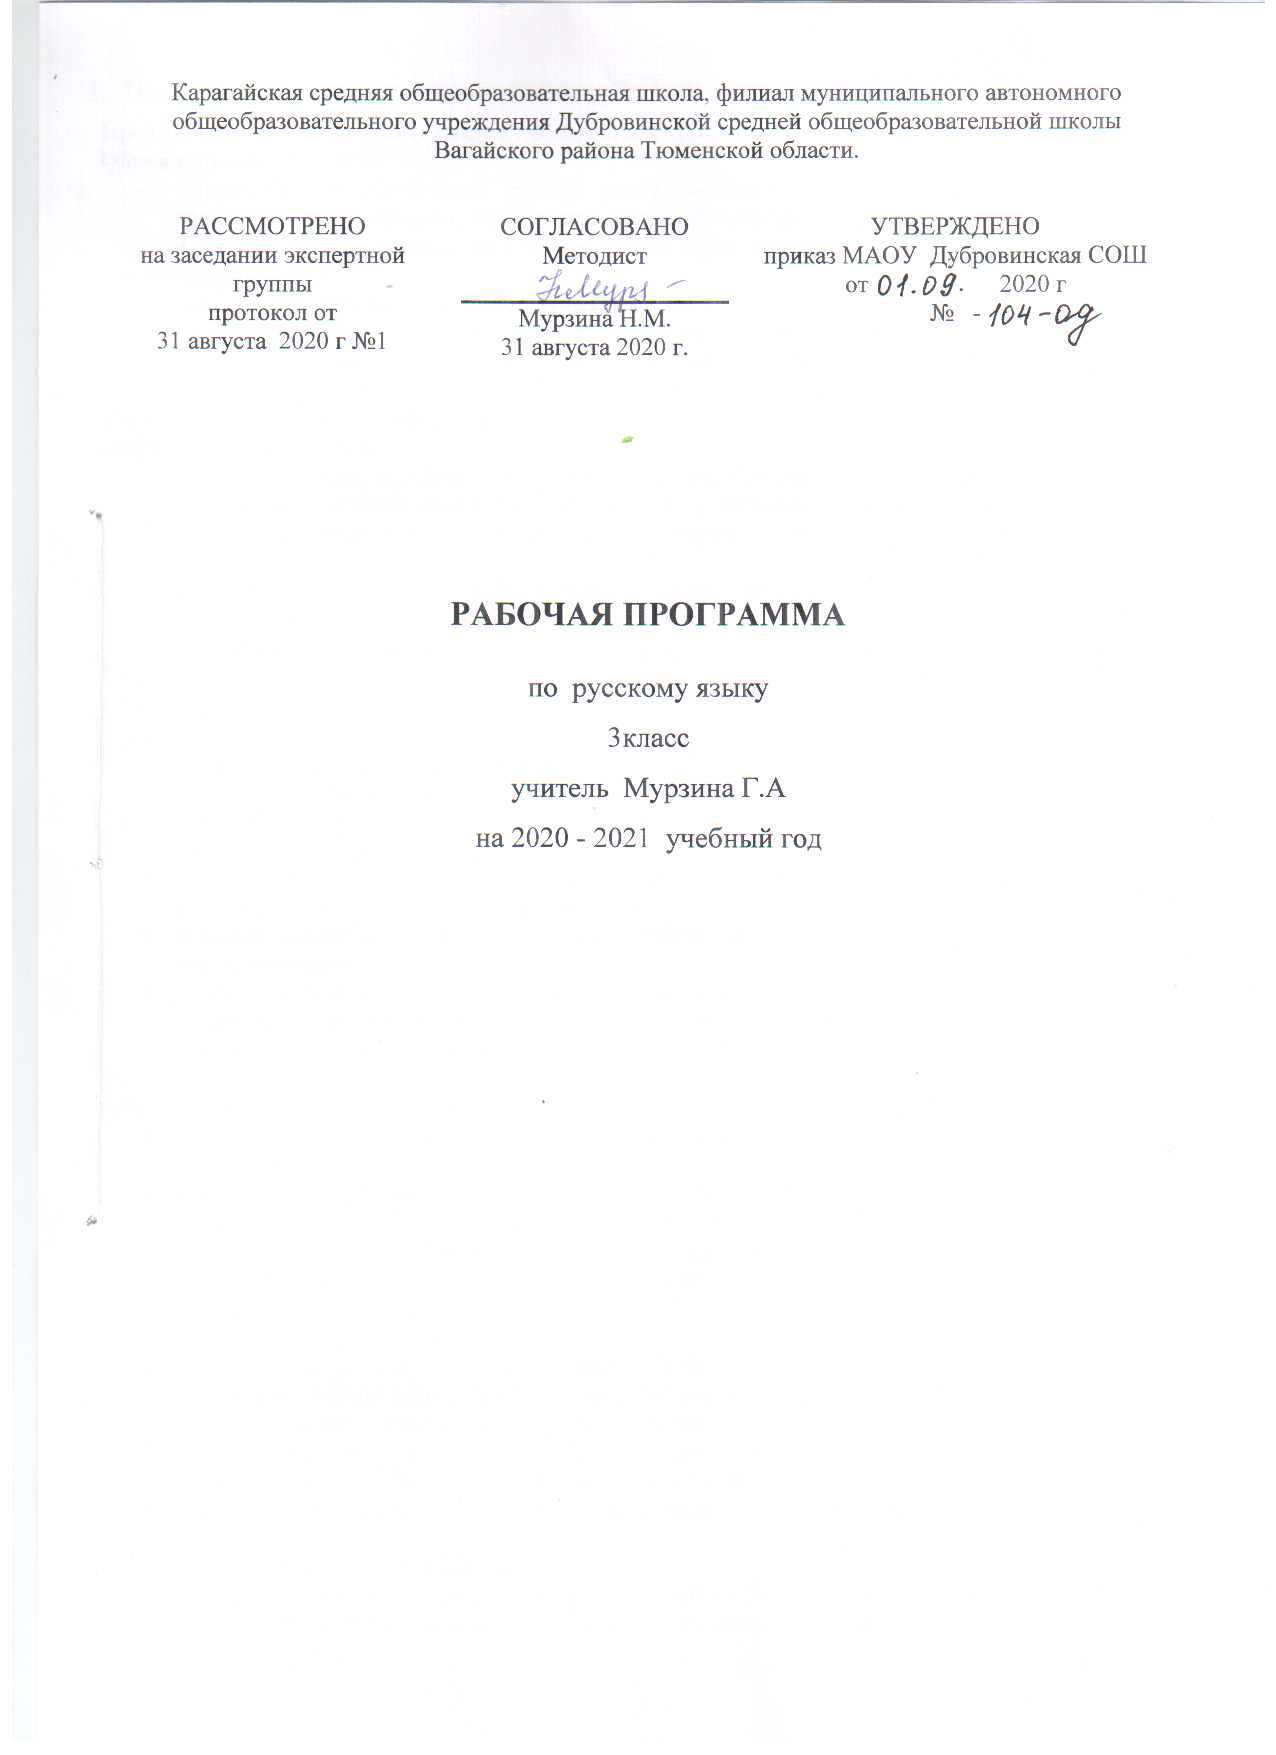 Карагайская средняя общеобразовательная школа, филиал муниципального автономного
общеобразовательного учреждения Дубровинской средней общеобразовательной школы
Вагайского района Тюменской области.
РАССМОТРЕНО
на заседании экспертной
группы
протокол от
31 августа 2020 г №1
СОГЛАСОВАНО
Методист
Мурзина Н.М.
31 августа 2020 г.
УТВЕРЖДЕНО
приказ МАОУ Дубровинская СОШ
от 01.09. 2020 г
№ -104-од
РАБОЧАЯ ПРОГРАММА
по русскому языку
3класс
учитель Мурзина Г.А
на 2020 - 2021 учебный год